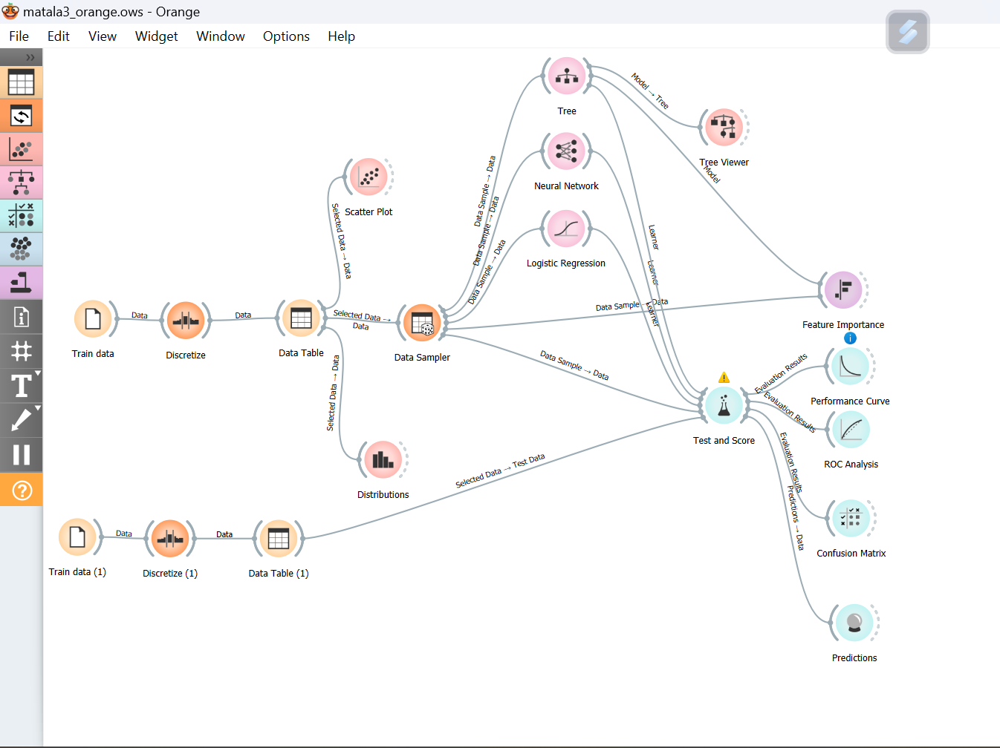 matala3_orange.ows - Orange
File Edit View Widget Window Options Help
Tree
Model → Tree
Tree Viewer
Model
Neural Network
Logistic Regression
Scatter Plot
Selected Data → Data
Data Sample → Data
Data Sample → Data
Data Sample → Data
Learner
Learner
Learner
Data Sample → Data
Feature Importance
Train data
Data
Discretize
Data
Data Table
Selected Data →
Data
Data Sampler
Data Sample → Data
Selected Data → Data
Distributions
Test and Score
Evaluation Results
Performance Curve
Evaluation Results
ROC Analysis
Evaluation Results
Confusion Matrix
Predictions → Data
Predictions
Selected Data → Test Data
Train data (1)
Data
Discretize (1)
Data
Data Table (1)